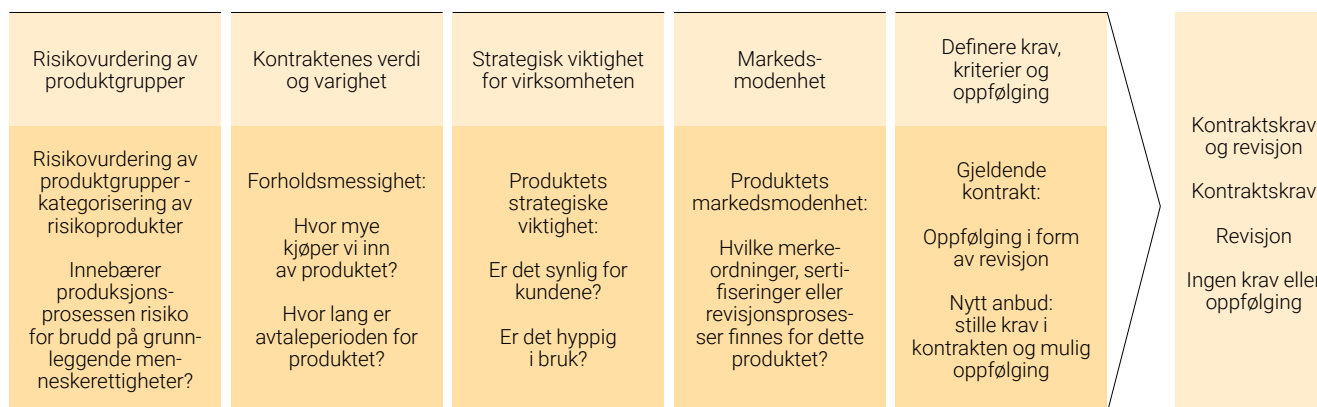 Risikovurdering av
produktgrupper
Risikovurdering av
produktgrupper -
kategorisering av
risikoprodukter
Innebærer
produksjons-
prosessen risiko
for brudd på grunn-
leggende men-
neskerettigheter?
Kontraktenes verdi
og varighet
Forholdsmessighet:
Hvor mye
kjøper vi inn
av produktet?
Hvor lang er
avtaleperioden for
produktet?
Strategisk viktighet
for virksomheten
Produktets
strategiske
viktighet:
Er det synlig for
kundene?
Er det hyppig
i bruk?
Markeds-
modenhet
Produktets
markedsmodenhet:
Hvilke merke-
ordninger, serti-
fiseringer eller
revisjonsproses-
ser finnes for dette
produktet?
Definere krav,
kriterier og
oppfølging
Gjeldende
kontrakt:
Oppfølging i form
av revisjon
Nytt anbud:
stille krav i
kontrakten og mulig
oppfølging
Kontraktskrav
og revisjon
Kontraktskrav
Revisjon
Ingen krav eller
oppfølging